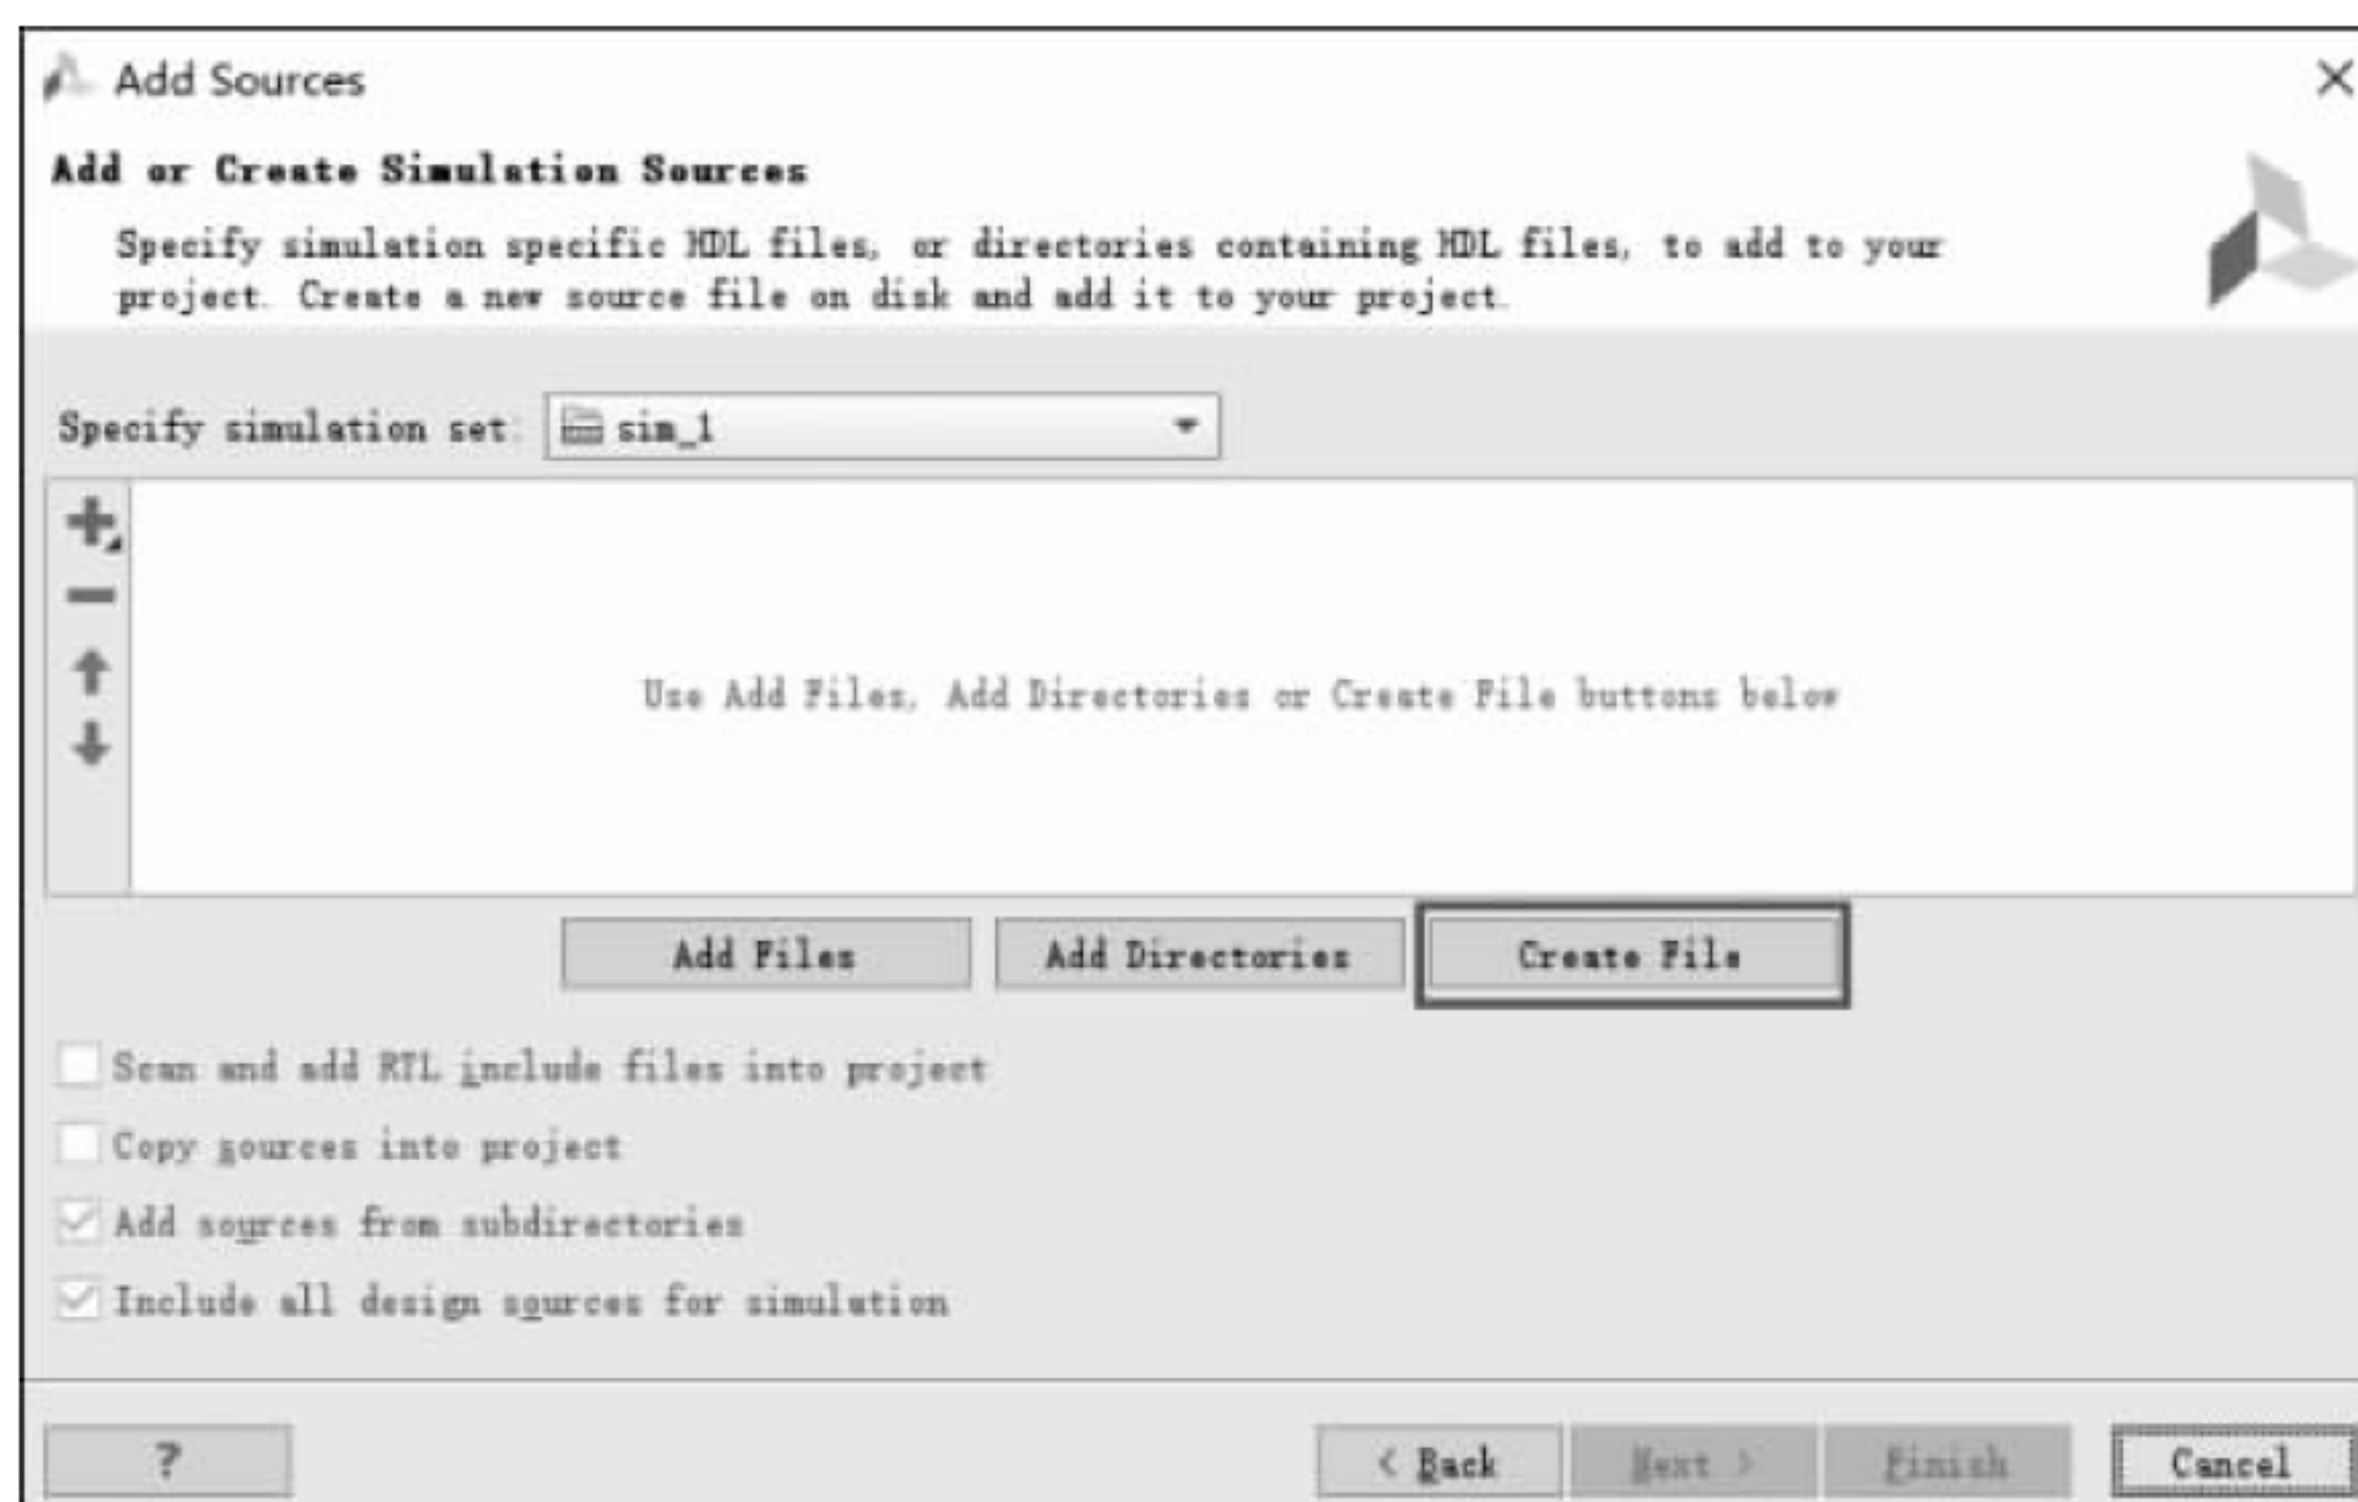 Add Sources
Add or Create Simulation Sources
Specify simulation specific HDL files, or directories containing HDL files, to add to your
project. Create a new source file on disk and add it to your project.
Specify simulation set: sim_1
Use Add Files, Add Directories or Create File buttons below
Add Files Add Directories Create File
Scan and add RTL include files into project
Copy sources into project
Add sources from subdirectories
Include all design sources for simulation
? < Back Next > Finish Cancel